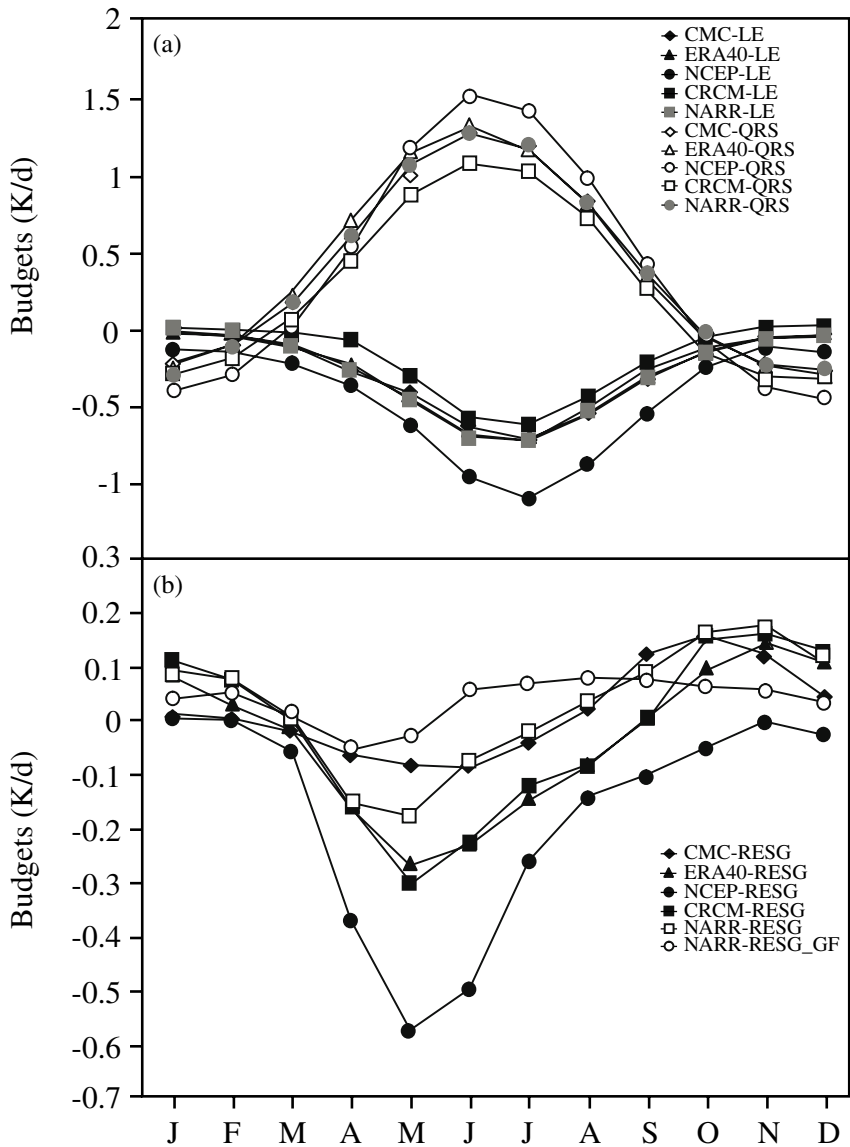 2
(a)
CMC-LE
ERA40-LE
NCEP-LE
CRCM-LE
NARR-LE
CMC-QRS
ERA40-QRS
NCEP-QRS
CRCM-QRS
NARR-QRS
1.5
1
0.5
0
-0.5
-1
Budgets (K/d)
0.3
(b)
0.2
0.1
0
-0.1
-0.2
-0.3
-0.4
-0.5
-0.6
-0.7
Budgets (K/d)
CMC-RESG
ERA40-RESG
NCEP-RESG
CRCM-RESG
NARR-RESG
NARR-RESG_GF
J F M A M J J A S O N D